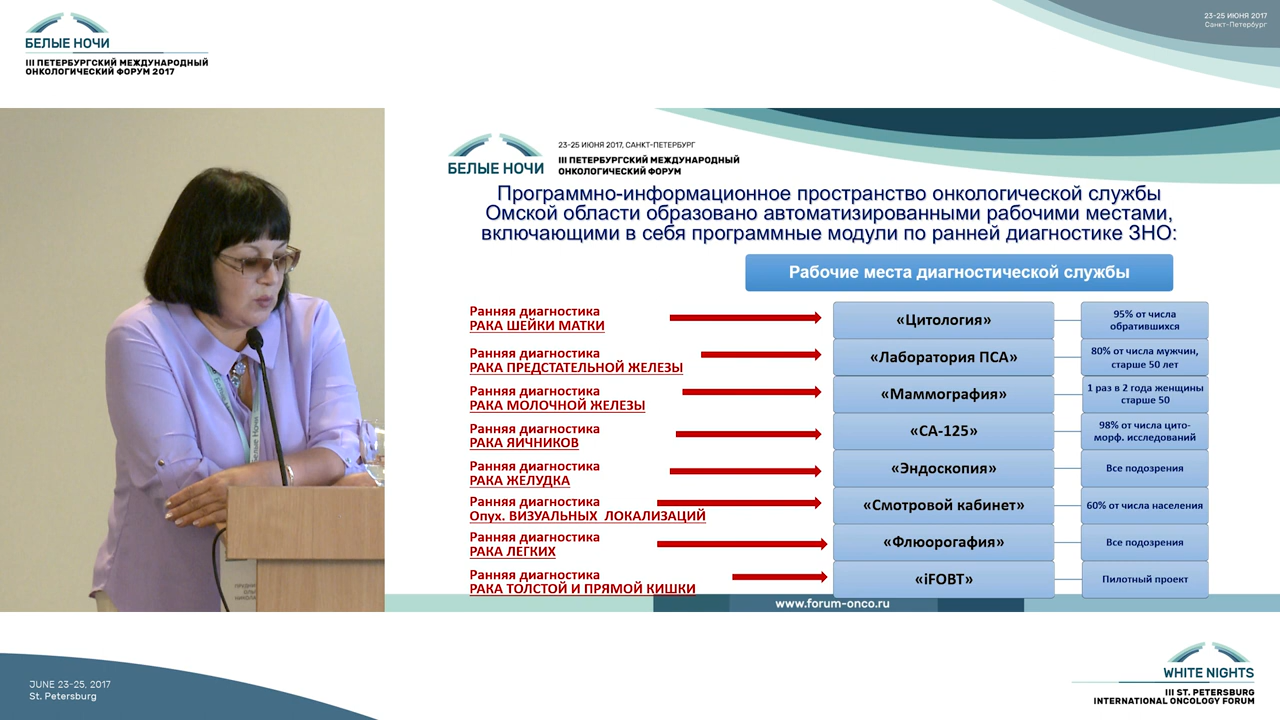 БЕЛЫЕ НОЧИ
III ПЕТЕРБУРГСКИЙ МЕЖДУНАРОДНЫЙ
ОНКОЛОГИЧЕСКИЙ ФОРУМ 2017
23-25 ИЮНЯ 2017
Санкт-Петербург
БЕЛЫЕ НОЧИ
23-25 ИЮНЯ 2017, САНКТ-ПЕТЕРБУРГ
III ПЕТЕРБУРГСКИЙ МЕЖДУНАРОДНЫЙ
ОНКОЛОГИЧЕСКИЙ ФОРУМ
Программно-информационное пространство онкологической службы
Омской области образовано автоматизированными рабочими местами,
включающими в себя программные модули по ранней диагностике ЗНО:
Рабочие места диагностической службы
Ранняя диагностика
РАКА ШЕЙКИ МАТКИ
«Цитология»
95% от числа
обратившихся
Ранняя диагностика
РАКА ПРЕДСТАТЕЛЬНОЙ ЖЕЛЕЗЫ
«Лаборатория ПСА»
80% от числа мужчин,
старше 50 лет
Ранняя диагностика
РАКА МОЛОЧНОЙ ЖЕЛЕЗЫ
«Маммография»
1 раз в 2 года женщины
старше 50
Ранняя диагностика
РАКА ЯИЧНИКОВ
«СА-125»
98% от числа цито-
морф. исследований
Ранняя диагностика
РАКА ЖЕЛУДКА
«Эндоскопия»
Все подозрения
Ранняя диагностика
Опух. ВИЗУАЛЬНЫХ ЛОКАЛИЗАЦИЙ
«Смотровой кабинет»
60% от числа населения
Ранняя диагностика
РАКА ЛЕГКИХ
«Флюорогафия»
Все подозрения
Ранняя диагностика
РАКА ТОЛСТОЙ И ПРЯМОЙ КИШКИ
«iFOBT»
Пилотный проект
www.forum-onco.ru
JUNE 23-25, 2017
St. Petersburg
WHITE NIGHTS
III ST. PETERSBURG
INTERNATIONAL ONCOLOGY FORUM